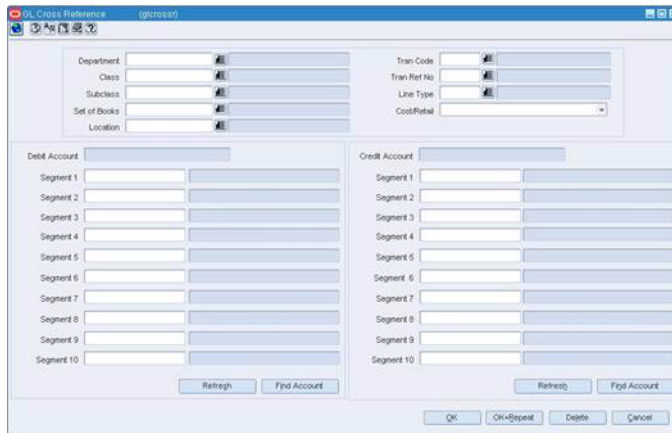 GL Cross Reference (glcrossr)
Department Tran Code
Class Tran Ref No
Subclass Line Type
Set of Books Cost/Retail
Location
Debit Account Credit Account
Segment 1 Segment 1
Segment 2 Segment 2
Segment 3 Segment 3
Segment 4 Segment 4
Segment 5 Segment 5
Segment 6 Segment 6
Segment 7 Segment 7
Segment 8 Segment 8
Segment 9 Segment 9
Segment 10 Segment 10
Refresh Find Account Refresh Find Account
OK OK+Repeat Delete Cancel